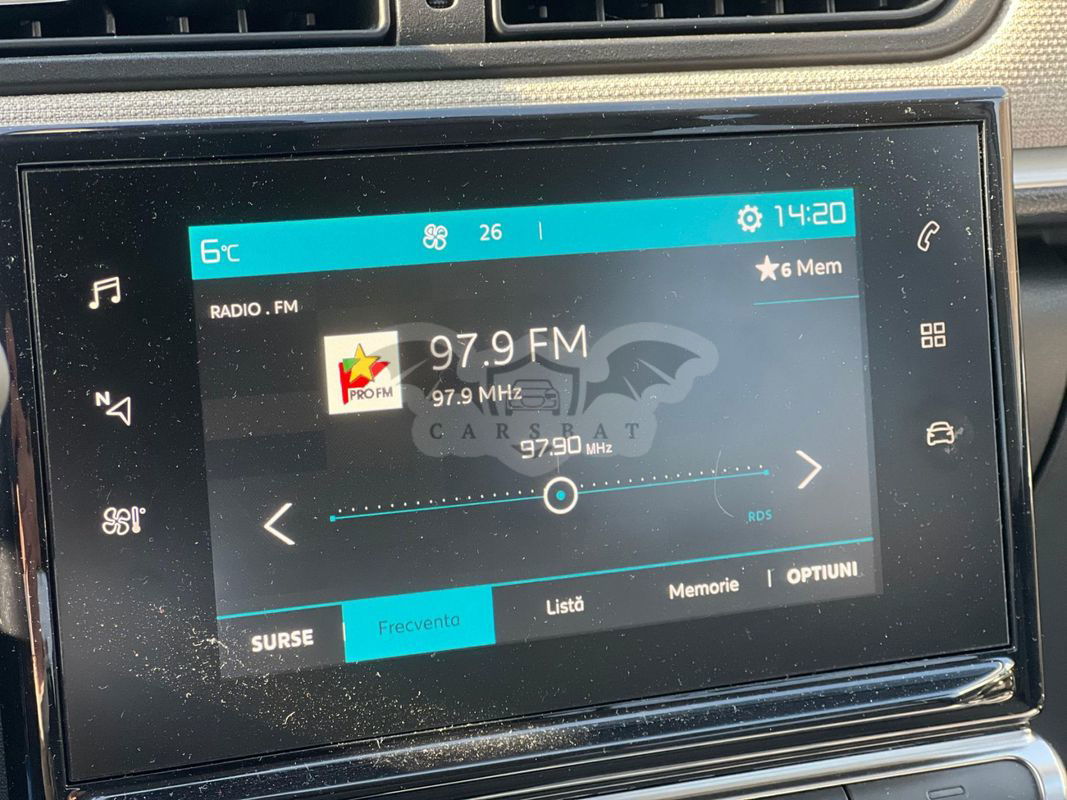 6°C 26 14:20
6 Mem
RADIO . FM
97.9 FM
PRO FM
97.9 MHz
CARSBAT
97.90 MHz
N
RDS
SURSE Frecventa Listă Memorie OPTIUNI